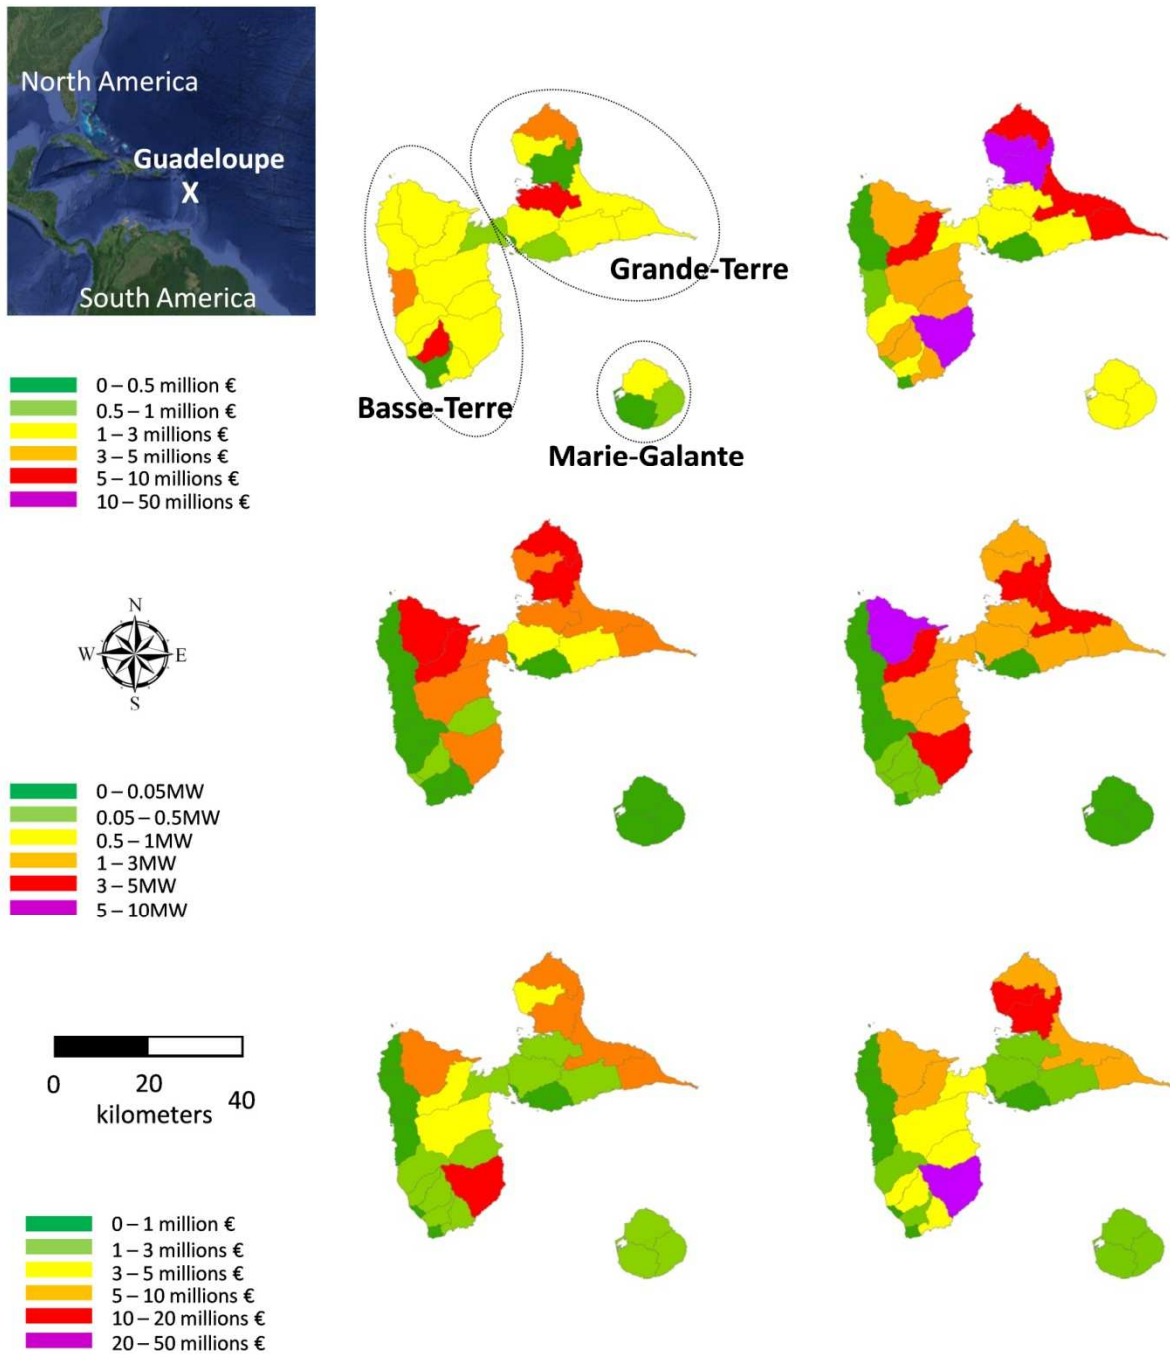 North America
Guadeloupe
X
South America
Grande-Terre
Basse-Terre
Marie-Galante
0 – 0.5 million €
0.5 – 1 million €
1 – 3 millions €
3 – 5 millions €
5 – 10 millions €
10 – 50 millions €
N
W E
S
0 – 0.05MW
0.05 – 0.5MW
0.5 – 1MW
1 – 3MW
3 – 5MW
5 – 10MW
0 20 40
kilometers
0 – 1 million €
1 – 3 millions €
3 – 5 millions €
5 – 10 millions €
10 – 20 millions €
20 – 50 millions €